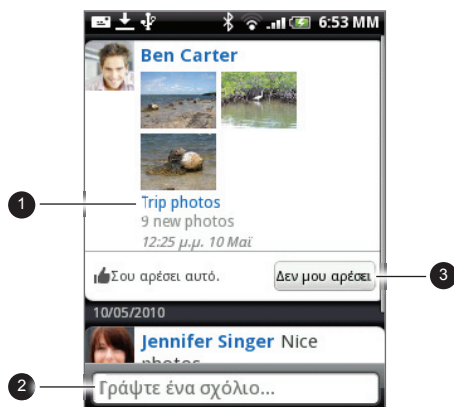 6:53 ΜΜ
Ben Carter
1
Trip photos
9 new photos
12:25 μ.μ. 10 Μαϊ
Σου αρέσει αυτό.
Δεν μου αρέσει
3
10/05/2010
Jennifer Singer Nice
photos
2
Γράψτε ένα σχόλιο...